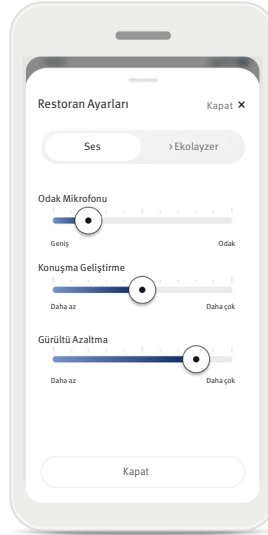 Restoran Ayarları
Kapat ×
Ses
› Ekolayzer
Odak Mikrofonu
Geniş Odak
Konuşma Geliştirme
Daha az Daha çok
Gürültü Azaltma
Daha az Daha çok
Kapat